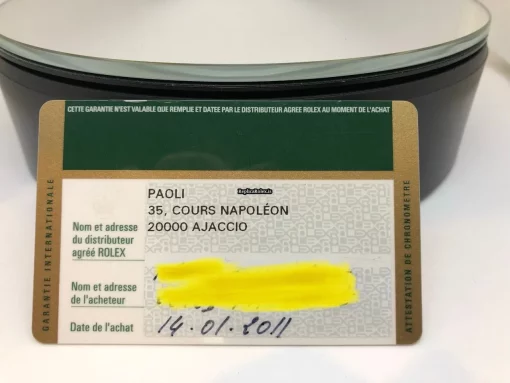 CETTE GARANTIE N'EST VALABLE QUE REMPLIE ET DATEE PAR LE DISTRIBUTEUR AGREE ROLEX AU MOMENT DE L'ACHAT
GARANTIE INTERNATIONALE
PAOLI
35, COURS NAPOLÉON
20000 AJACCIO
Nom et adresse
du distributeur
agréé ROLEX
Nom et adresse
de l'acheteur
Date de l'achat
14.01.2011
ATTESTATION DE CHRONOMETRE